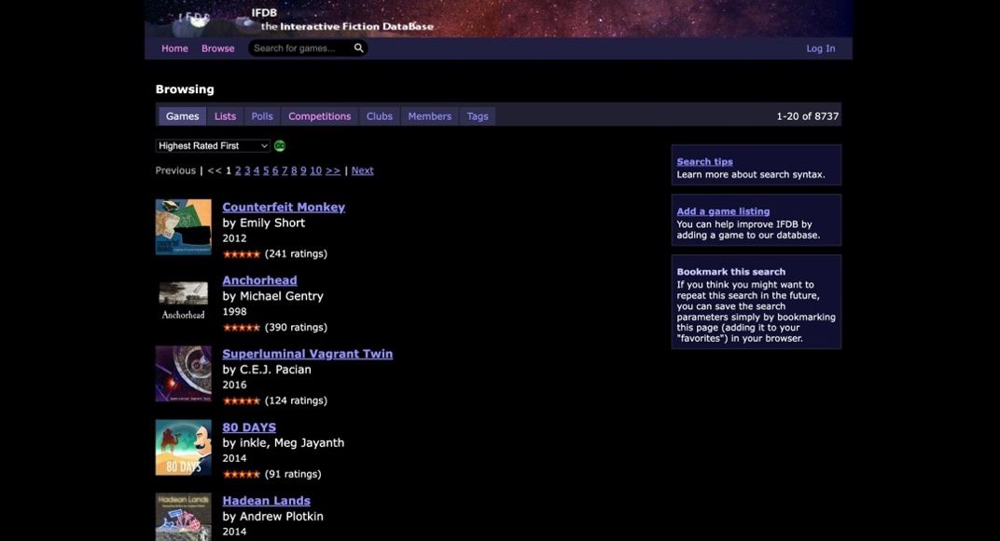 IFDB
IFDB
the Interactive Fiction DataBase
Home Browse Search for games... Log In
Browsing
Games Lists Polls Competitions Clubs Members Tags 1-20 of 8737
Highest Rated First GO
Previous | << 1 2 3 4 5 6 7 8 9 10 >> | Next
Counterfeit Monkey
by Emily Short
2012
(241 ratings)
Anchorhead
Anchorhead
by Michael Gentry
1998
(390 ratings)
Superluminal Vagrant Twin
by C.E.J. Pacian
2016
(124 ratings)
80 DAYS
80 DAYS
by inkle, Meg Jayanth
2014
(91 ratings)
Hadean Lands
Hadean Lands
by Andrew Plotkin
2014
Search tips
Learn more about search syntax.
Add a game listing
You can help improve IFDB by
adding a game to our database.
Bookmark this search
If you think you might want to
repeat this search in the future,
you can save the search
parameters simply by bookmarking
this page (adding it to your
"favorites") in your browser.